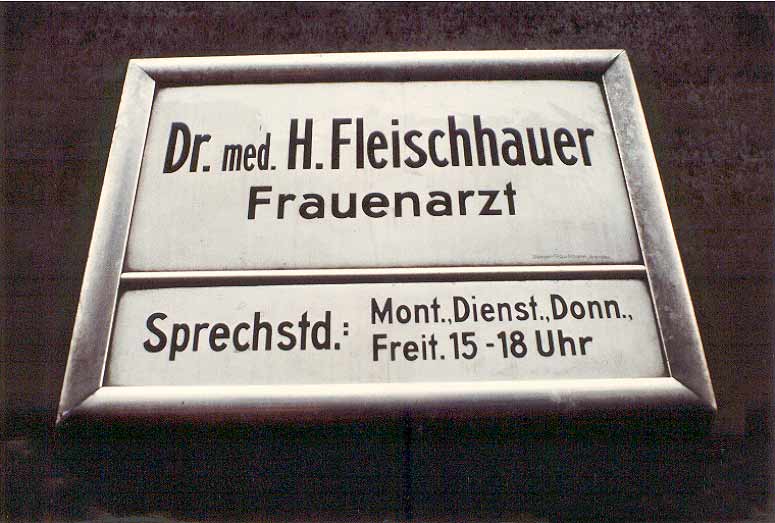 Dr. med. H. Fleischhauer
Frauenarzt
Sprechstd.: Mont., Dienst., Donn.,
Freit. 15 - 18 Uhr